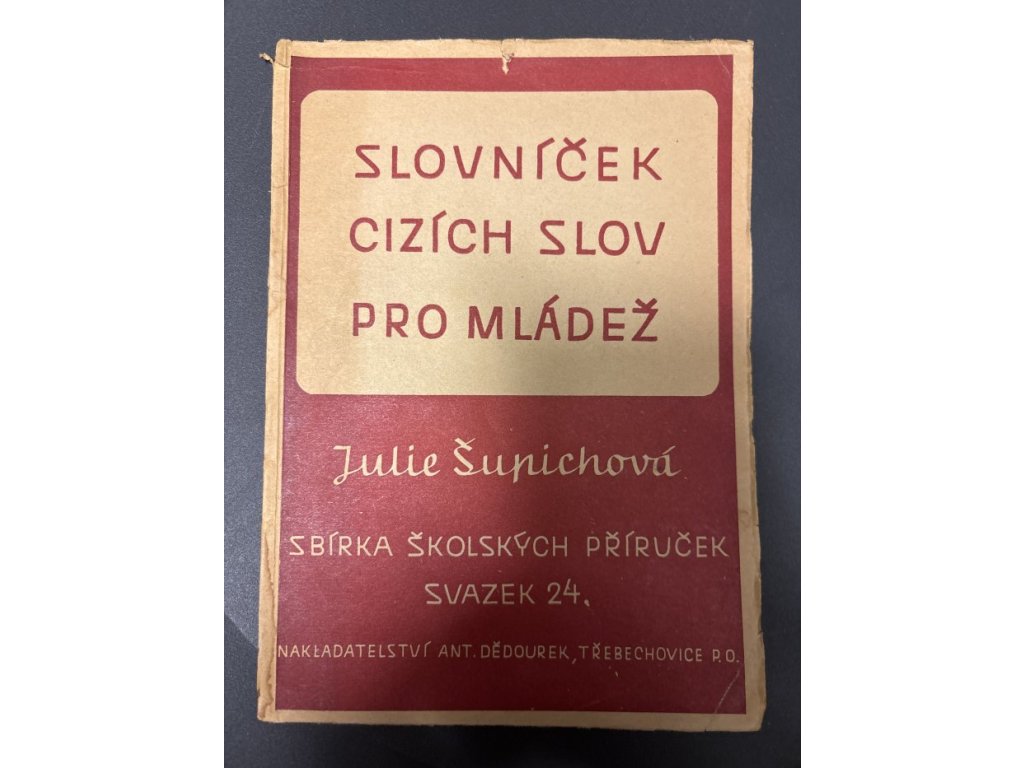 SLOVNÍČEK
CIZÍCH SLOV
PRO MLÁDEŽ
Julie Šupichová
SBÍRKA ŠKOLSKÝCH PŘÍRUČEK
SVAZEK 24.
NAKLADATELSTVÍ ANT. DĚDOUREK, TŘEBECHOVICE P. O.